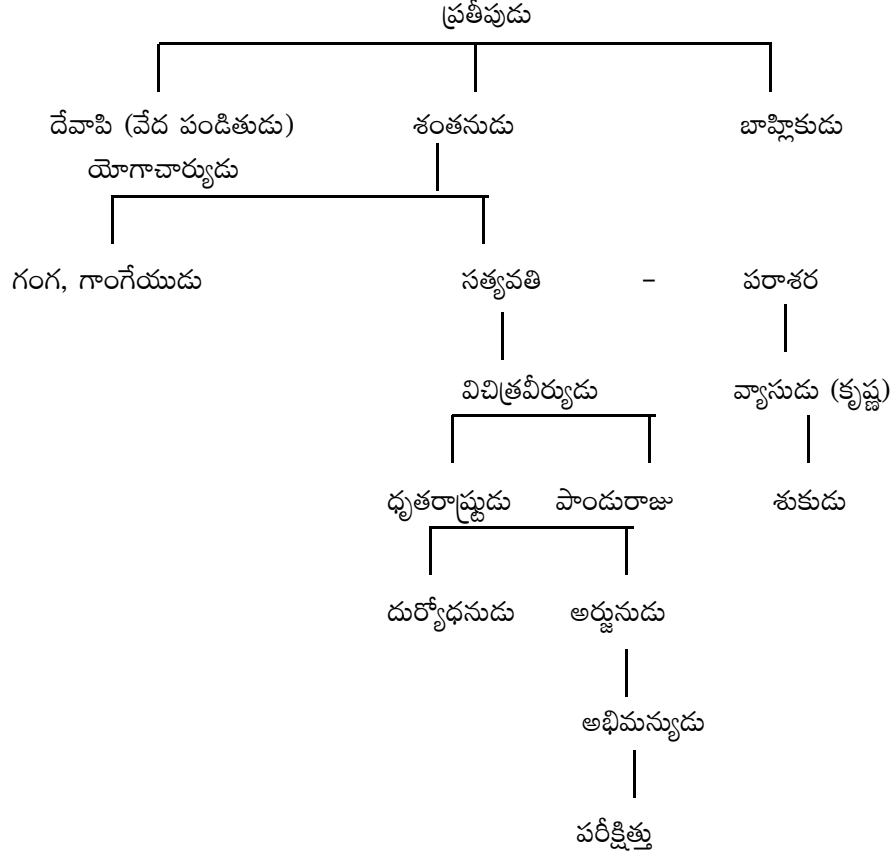 ప్రతీపుడు
దేవాపి (వేద పండితుడు) శంతనుడు బాహ్లికుడు
యోగాచార్యుడు
గంగ, గాంగేయుడు సత్యవతి – పరాశర
విచిత్రవీర్యుడు వ్యాసుడు (కృష్ణ)
ధృతరాష్ట్రుడు పాండురాజు శుకుడు
దుర్యోధనుడు అర్జునుడు
అభిమన్యుడు
పరీక్షిత్తు